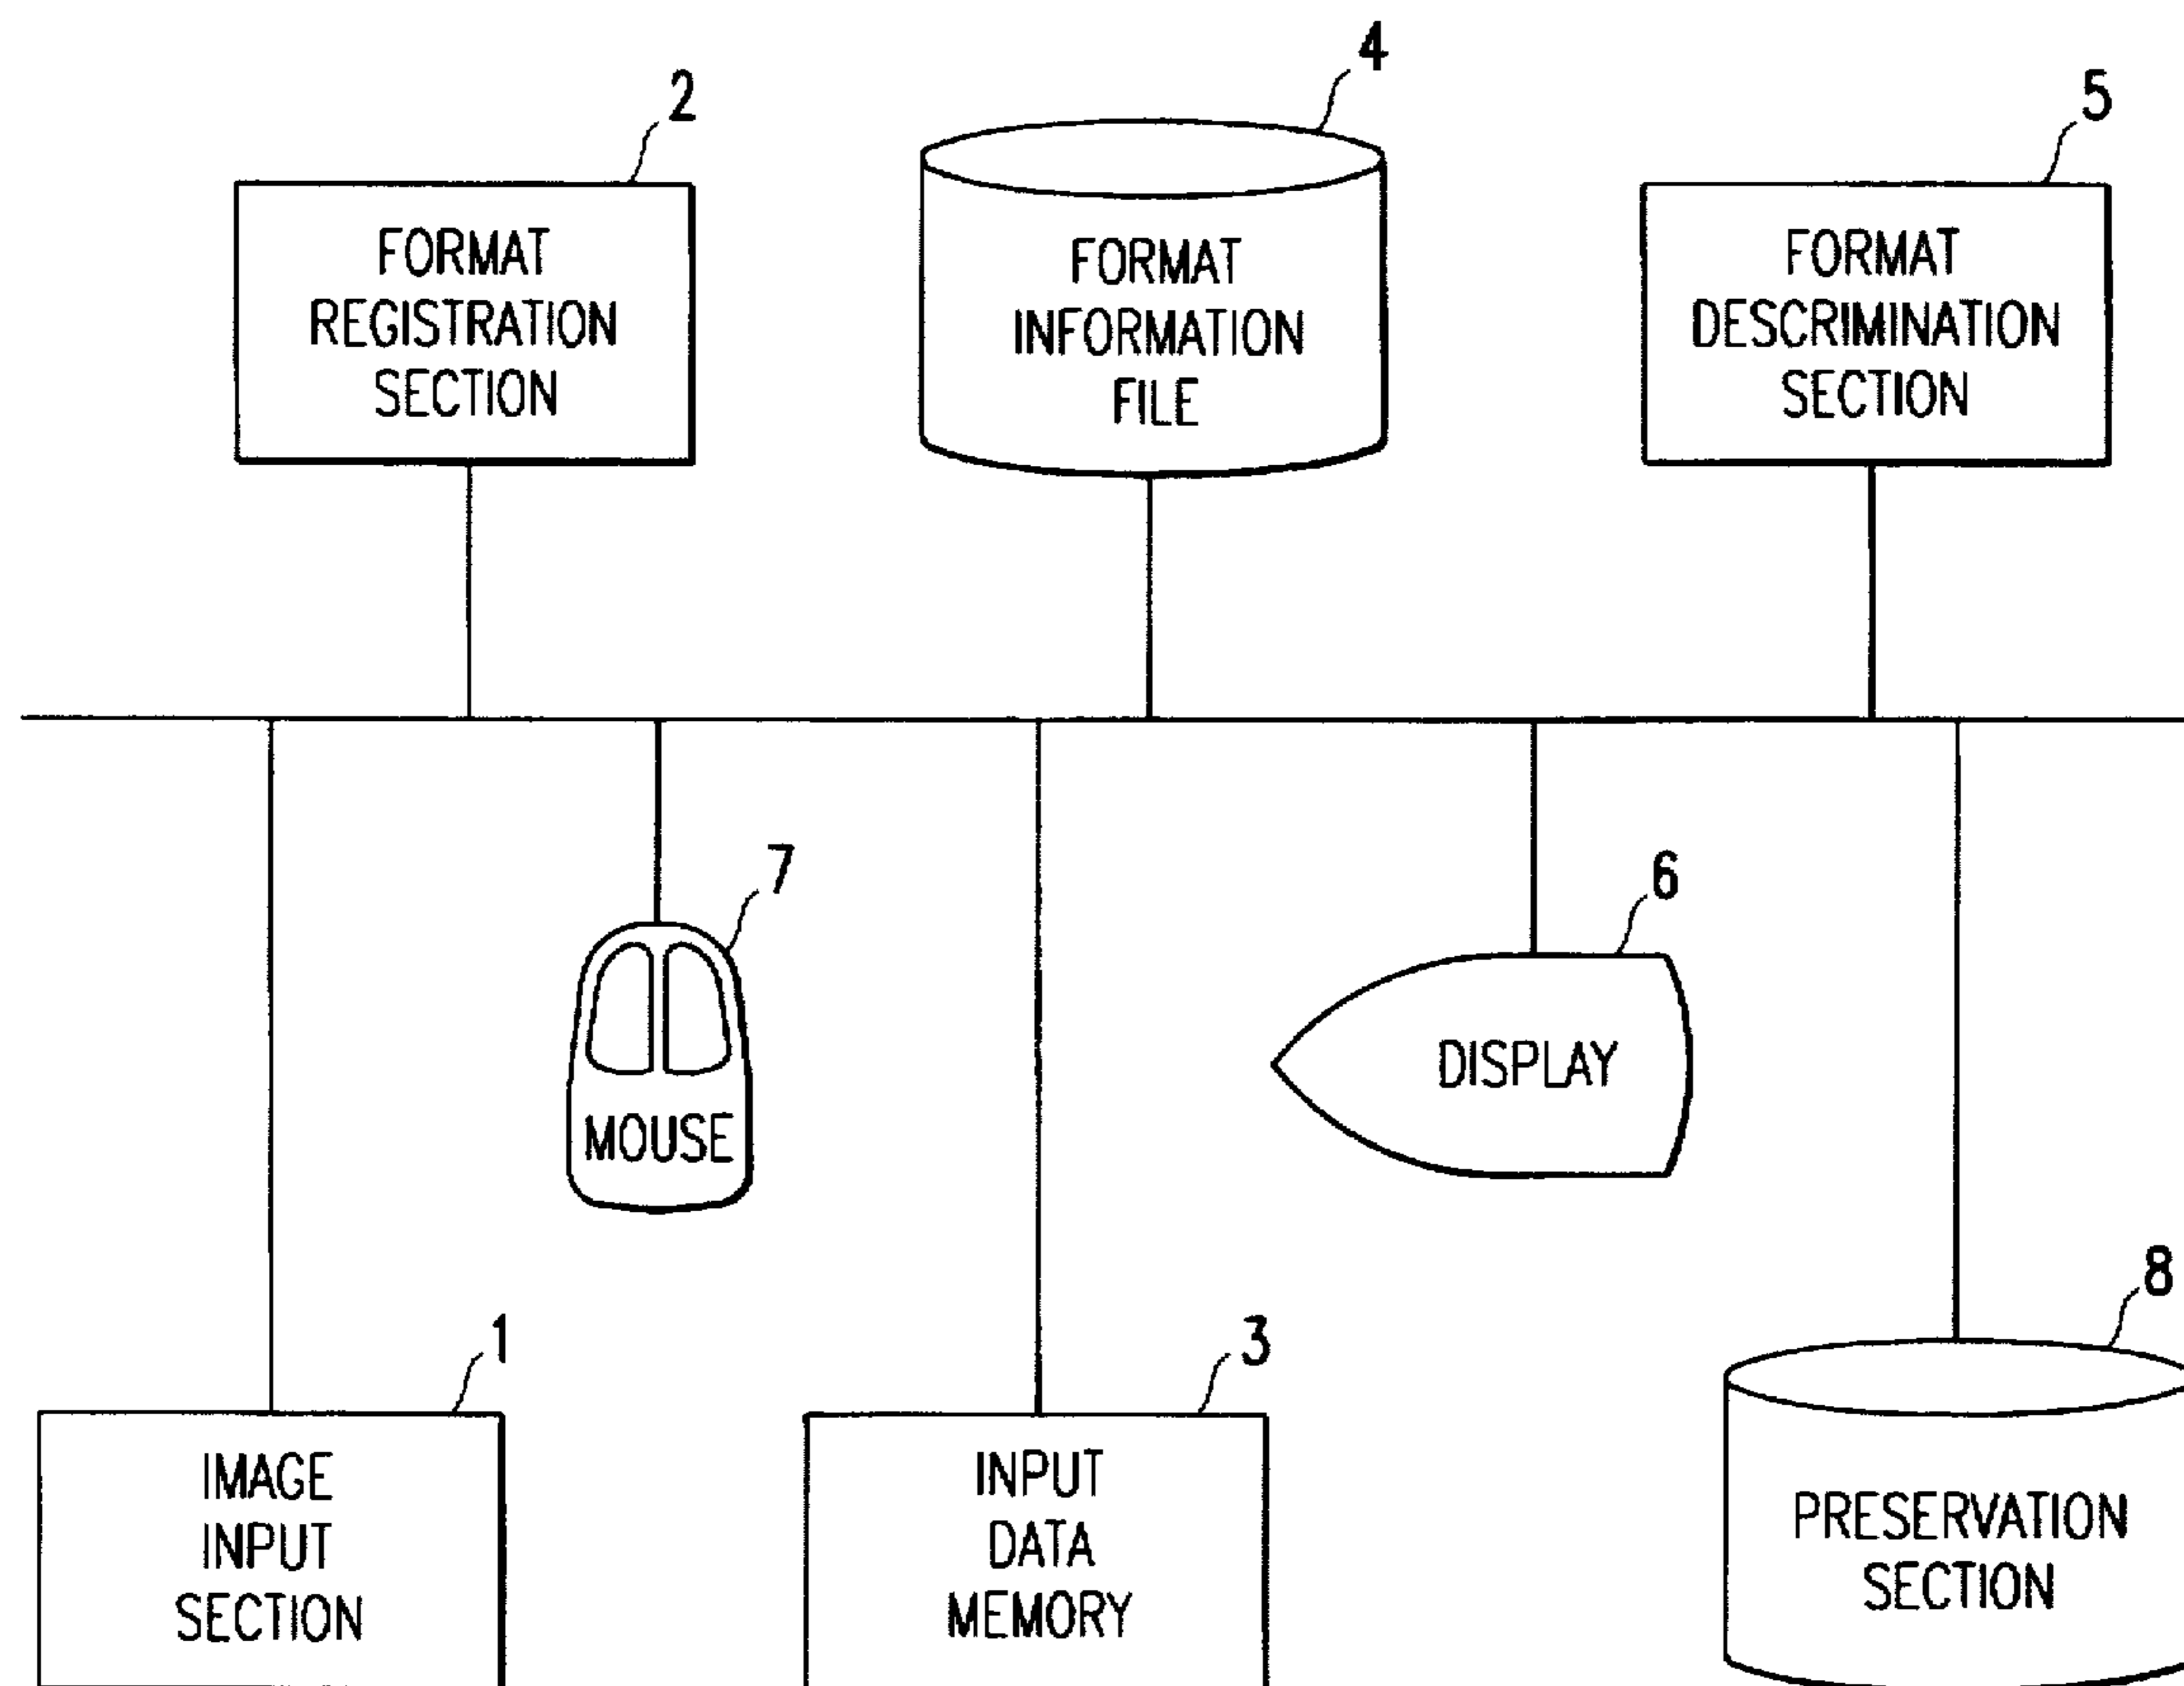 2
FORMAT
REGISTRATION
SECTION
4
FORMAT
INFORMATION
FILE
5
FORMAT
DESCRIMINATION
SECTION
7
MOUSE
6
DISPLAY
1
IMAGE
INPUT
SECTION
3
INPUT
DATA
MEMORY
8
PRESERVATION
SECTION